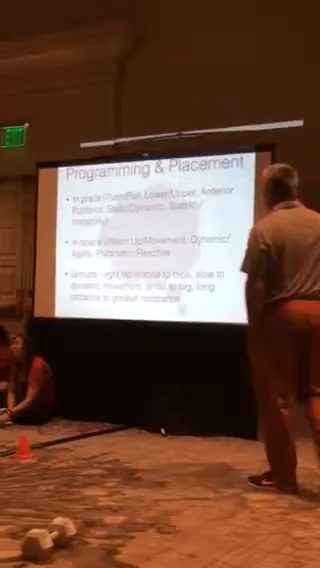 Programming & Placement
• In place (Push/Pull, Lower/Upper, Anterior
Posterior, Static/Dynamic, Stability/
Instability)
• In space (Warm Up/Movement, Dynamic/
Agility, Plyometric/Reactive
• - light resistance to more, slow to
dynamic movement, small to big, long
distance to greater resistance